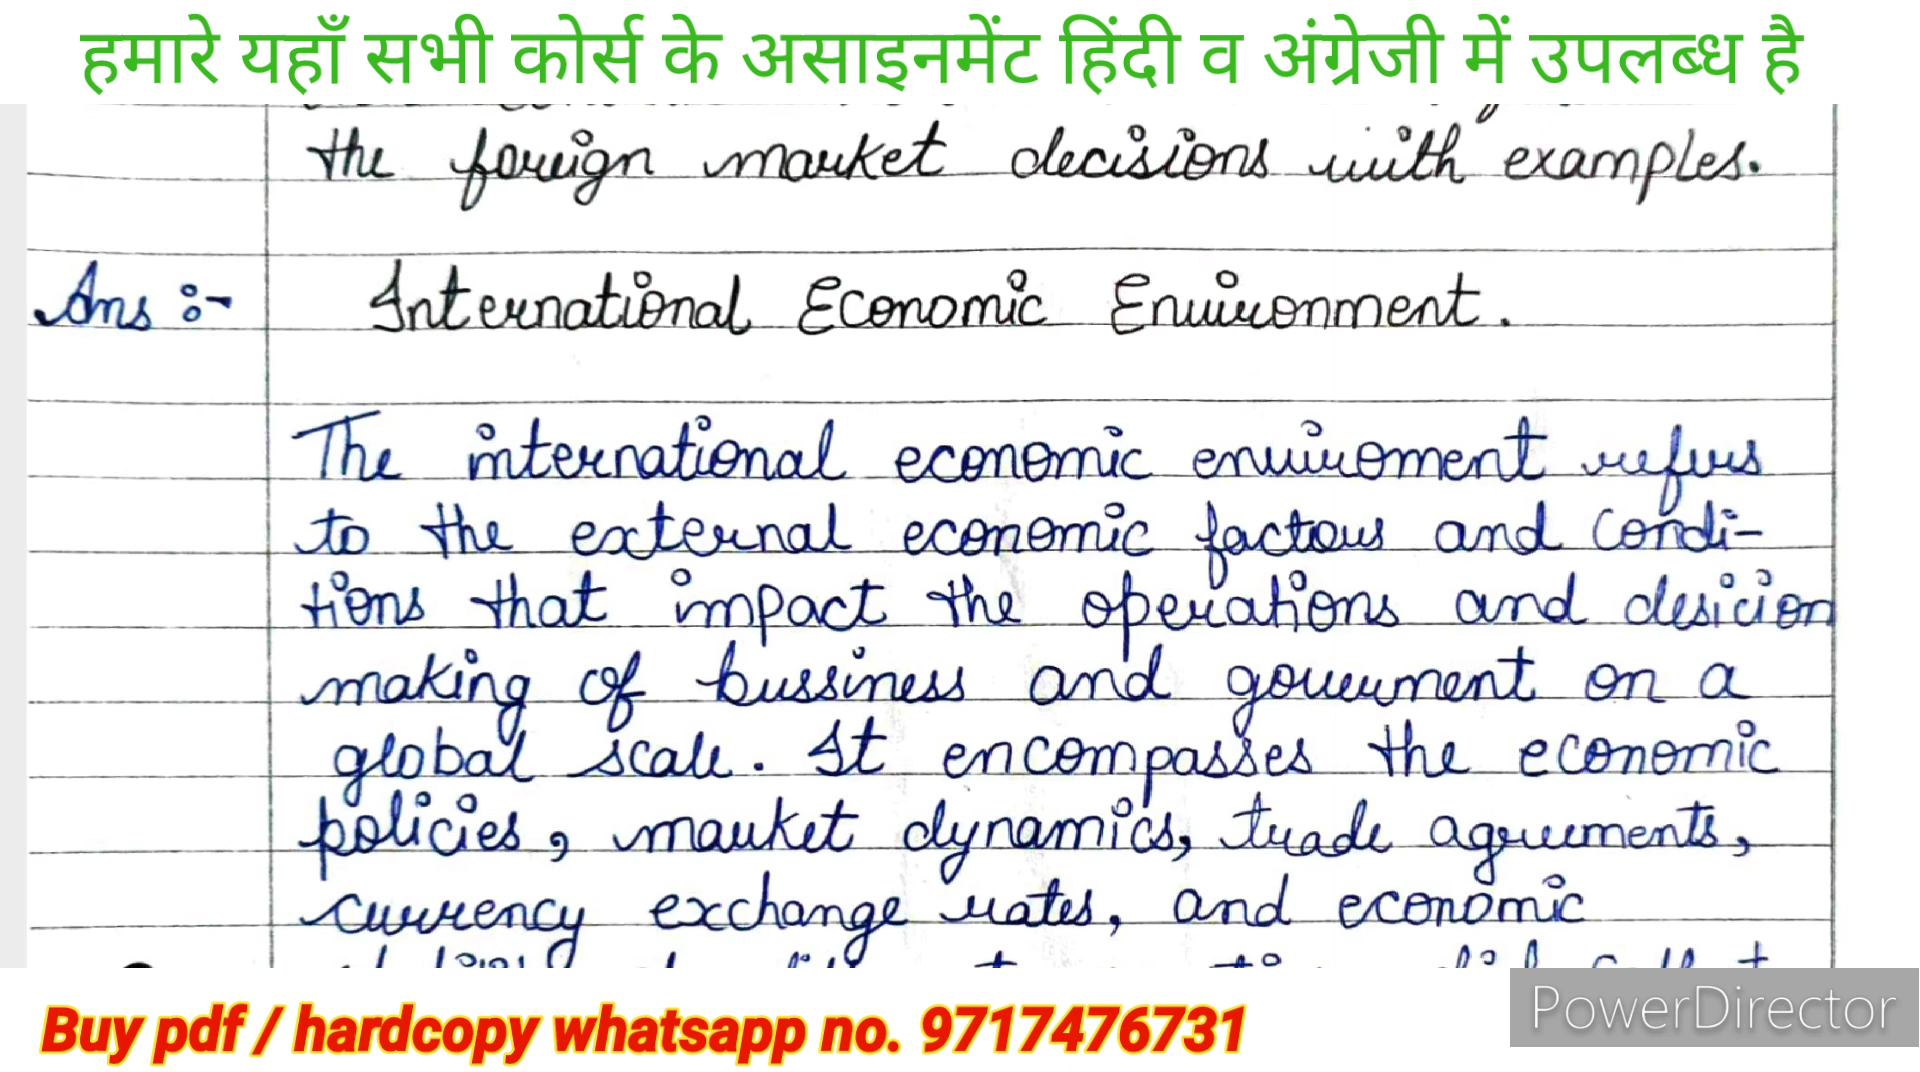 हमारे यहाँ सभी कोर्स के असाइनमेंट हिंदी व अंग्रेजी में उपलब्ध है
the foreign market decisions with examples.
Ans :- International Economic Environment.
The international economic enviroment refers
to the external economic factors and condi-
tions that impact the operations and desicion
making of bussiness and government on a
global scale. It encompasses the economic
policies, market dynamics, trade agreements,
currency exchange rates, and economic
Buy pdf / hardcopy whatsapp no. 9717476731
PowerDirector